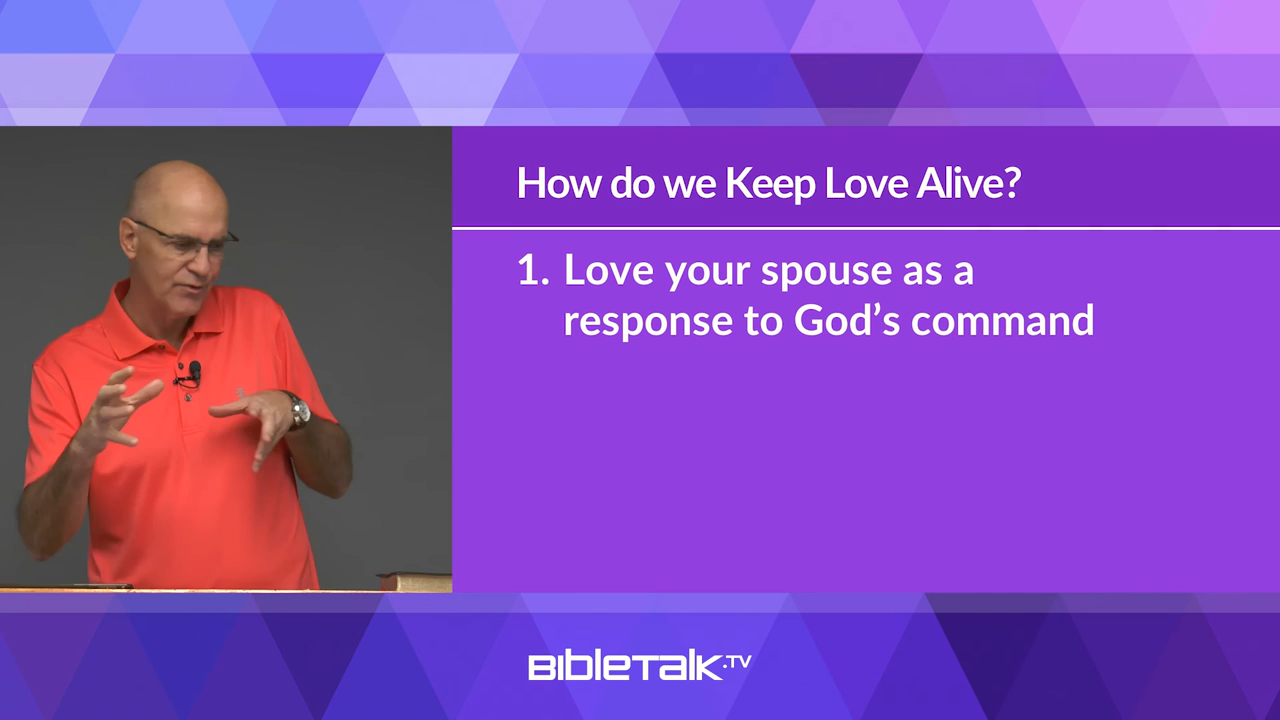 How do we Keep Love Alive?
1. Love your spouse as a
response to God’s command
BibleTalk.TV